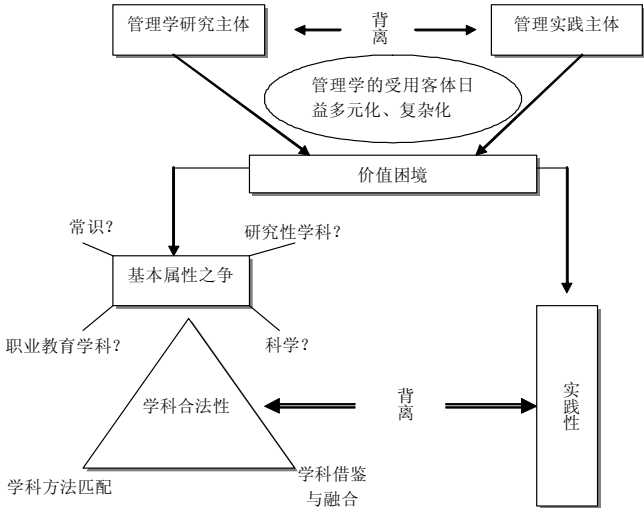 管理学研究主体
背
离
管理实践主体
管理学的受用客体日
益多元化、复杂化
价值困境
常识？
研究性学科？
基本属性之争
职业教育学科？
科学？
学科合法性
背
离
实
践
性
学科方法匹配
学科借鉴
与融合